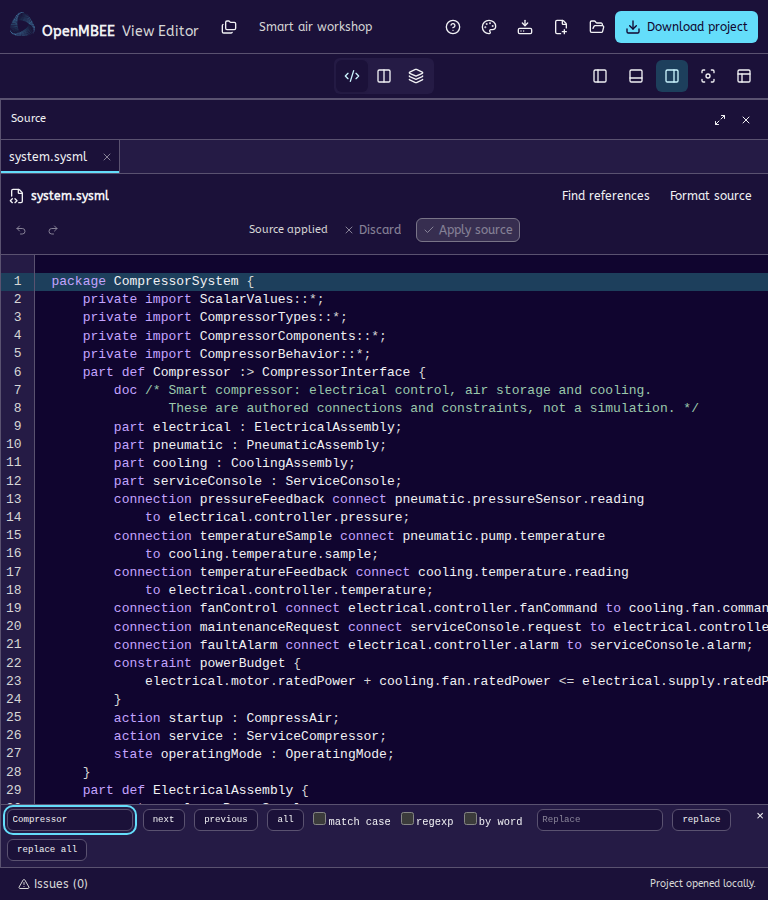 OpenMBEE View Editor Smart air workshop Download project
Source
system.sysml
system.sysml Find references Format source
Source applied Discard Apply source
1 package CompressorSystem {
2 private import ScalarValues::*;
3 private import CompressorTypes::*;
4 private import CompressorComponents::*;
5 private import CompressorBehavior::*;
6 part def Compressor :> CompressorInterface {
7 doc /* Smart compressor: electrical control, air storage and cooling.
8 These are authored connections and constraints, not a simulation. */
9 part electrical : ElectricalAssembly;
10 part pneumatic : PneumaticAssembly;
11 part cooling : CoolingAssembly;
12 part serviceConsole : ServiceConsole;
13 connection pressureFeedback connect pneumatic.pressureSensor.reading
14 to electrical.controller.pressure;
15 connection temperatureSample connect pneumatic.pump.temperature
16 to cooling.temperature.sample;
17 connection temperatureFeedback connect cooling.temperature.reading
18 to electrical.controller.temperature;
19 connection fanControl connect electrical.controller.fanCommand to cooling.fan.comman
20 connection maintenanceRequest connect serviceConsole.request to electrical.controlle
21 connection faultAlarm connect electrical.controller.alarm to serviceConsole.alarm;
22 constraint powerBudget {
23 electrical.motor.ratedPower + cooling.fan.ratedPower <= electrical.supply.ratedP
24 }
25 action startup : CompressAir;
26 action service : ServiceCompressor;
27 state operatingMode : OperatingMode;
28 }
29 part def ElectricalAssembly {
Compressor next previous all match case regexp by word Replace replace
replace all
Issues (0) Project opened locally.